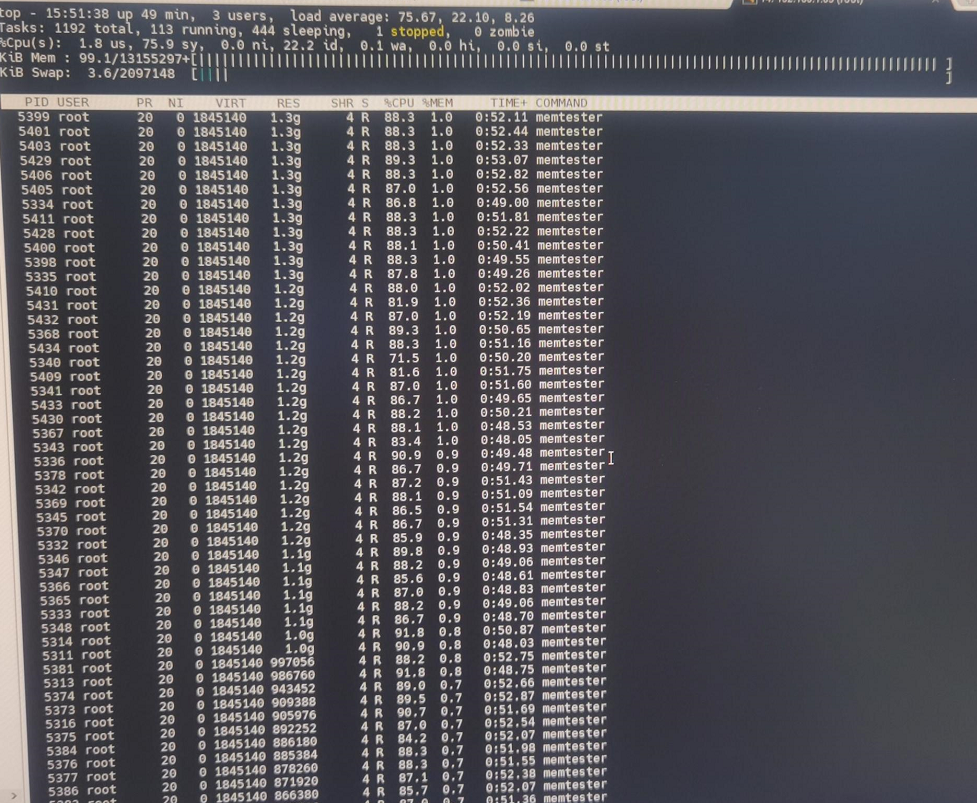 top - 15:51:38 up 49 min, 3 users, load average: 75.67, 22.10, 8.26
Tasks: 1192 total, 113 running, 444 sleeping, 1 stopped, 0 zombie
%Cpu(s): 1.8 us, 75.9 sy, 0.0 ni, 22.2 id, 0.1 wa, 0.0 hi, 0.0 si, 0.0 st
KiB Mem : 99.1/13155297+[||||||||||||||||||||||||||||||||||||||||||||||||||||||||||||||||||||||||||||||||||||||||||||||||||| ]
KiB Swap: 3.6/2097148 [|||| ]
PID USER PR NI VIRT RES SHR S %CPU %MEM TIME+ COMMAND
5399 root 20 0 1845140 1.3g 4 R 88.3 1.0 0:52.11 memtester
5401 root 20 0 1845140 1.3g 4 R 88.3 1.0 0:52.44 memtester
5403 root 20 0 1845140 1.3g 4 R 88.3 1.0 0:52.33 memtester
5429 root 20 0 1845140 1.3g 4 R 89.3 1.0 0:53.07 memtester
5406 root 20 0 1845140 1.3g 4 R 88.3 1.0 0:52.82 memtester
5405 root 20 0 1845140 1.3g 4 R 87.0 1.0 0:52.56 memtester
5334 root 20 0 1845140 1.3g 4 R 86.8 1.0 0:49.00 memtester
5411 root 20 0 1845140 1.3g 4 R 88.3 1.0 0:51.81 memtester
5428 root 20 0 1845140 1.3g 4 R 88.3 1.0 0:52.22 memtester
5400 root 20 0 1845140 1.3g 4 R 88.1 1.0 0:50.41 memtester
5398 root 20 0 1845140 1.3g 4 R 88.3 1.0 0:49.55 memtester
5335 root 20 0 1845140 1.3g 4 R 87.8 1.0 0:49.26 memtester
5410 root 20 0 1845140 1.2g 4 R 88.0 1.0 0:52.02 memtester
5431 root 20 0 1845140 1.2g 4 R 81.9 1.0 0:52.36 memtester
5432 root 20 0 1845140 1.2g 4 R 87.0 1.0 0:52.19 memtester
5368 root 20 0 1845140 1.2g 4 R 89.3 1.0 0:50.65 memtester
5434 root 20 0 1845140 1.2g 4 R 88.3 1.0 0:51.16 memtester
5340 root 20 0 1845140 1.2g 4 R 71.5 1.0 0:50.20 memtester
5409 root 20 0 1845140 1.2g 4 R 81.6 1.0 0:51.75 memtester
5341 root 20 0 1845140 1.2g 4 R 87.0 1.0 0:51.60 memtester
5433 root 20 0 1845140 1.2g 4 R 86.7 1.0 0:49.65 memtester
5430 root 20 0 1845140 1.2g 4 R 88.2 1.0 0:50.21 memtester
5367 root 20 0 1845140 1.2g 4 R 88.1 1.0 0:48.53 memtester
5343 root 20 0 1845140 1.2g 4 R 83.4 1.0 0:48.05 memtester
5336 root 20 0 1845140 1.2g 4 R 90.9 0.9 0:49.48 memtester
5378 root 20 0 1845140 1.2g 4 R 86.7 0.9 0:49.71 memtester
5342 root 20 0 1845140 1.2g 4 R 87.2 0.9 0:51.43 memtester
5369 root 20 0 1845140 1.2g 4 R 88.1 0.9 0:51.09 memtester
5345 root 20 0 1845140 1.2g 4 R 86.5 0.9 0:51.54 memtester
5370 root 20 0 1845140 1.2g 4 R 86.7 0.9 0:51.31 memtester
5332 root 20 0 1845140 1.2g 4 R 85.9 0.9 0:48.35 memtester
5346 root 20 0 1845140 1.1g 4 R 89.8 0.9 0:48.93 memtester
5347 root 20 0 1845140 1.1g 4 R 88.2 0.9 0:49.06 memtester
5366 root 20 0 1845140 1.1g 4 R 85.6 0.9 0:48.61 memtester
5365 root 20 0 1845140 1.1g 4 R 87.0 0.9 0:48.83 memtester
5333 root 20 0 1845140 1.1g 4 R 88.2 0.9 0:49.06 memtester
5348 root 20 0 1845140 1.1g 4 R 86.7 0.9 0:48.70 memtester
5314 root 20 0 1845140 1.0g 4 R 91.8 0.8 0:50.87 memtester
5311 root 20 0 1845140 997056 4 R 90.9 0.8 0:48.03 memtester
5381 root 20 0 1845140 986760 4 R 88.2 0.8 0:52.75 memtester
5313 root 20 0 1845140 943452 4 R 91.8 0.7 0:48.75 memtester
5374 root 20 0 1845140 909388 4 R 89.0 0.7 0:52.66 memtester
5373 root 20 0 1845140 905976 4 R 89.5 0.7 0:52.87 memtester
5316 root 20 0 1845140 892252 4 R 90.7 0.7 0:51.69 memtester
5375 root 20 0 1845140 886180 4 R 87.0 0.7 0:52.54 memtester
5384 root 20 0 1845140 885384 4 R 84.2 0.7 0:52.07 memtester
5376 root 20 0 1845140 878260 4 R 88.3 0.7 0:51.98 memtester
5377 root 20 0 1845140 871920 4 R 88.3 0.7 0:51.55 memtester
5386 root 20 0 1845140 866380 4 R 87.1 0.7 0:52.38 memtester
85.7 0.7 0:52.07 memtester
0:51.36 memtester